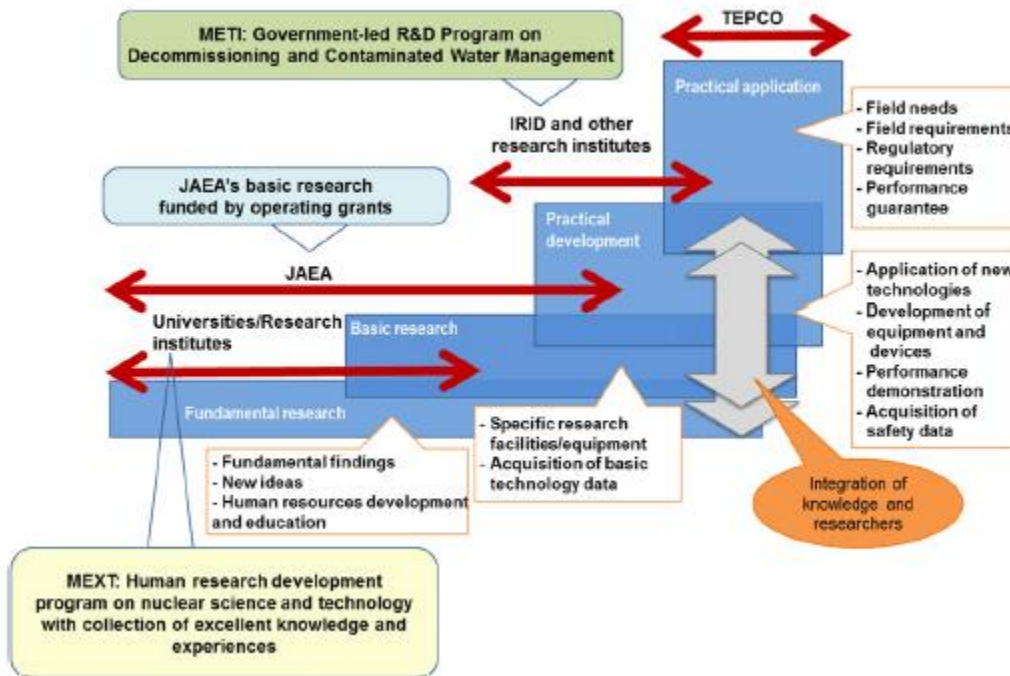 TEPCO
METI: Government-led R&D Program on
Decommissioning and Contaminated Water Management
Practical application
- Field needs
- Field requirements
- Regulatory
requirements
- Performance
guarantee
IRID and other
research institutes
JAEA's basic research
funded by operating grants
Practical
development
JAEA
- Application of new
technologies
- Development of
equipment and
devices
- Performance
demonstration
- Acquisition of
safety data
Universities/Research
institutes
Basic research
Fundamental research
- Specific research
facilities/equipment
- Acquisition of basic
technology data
- Fundamental findings
- New ideas
- Human resources development
and education
Integration of
knowledge and
researchers
MEXT: Human research development
program on nuclear science and technology
with collection of excellent knowledge and
experiences